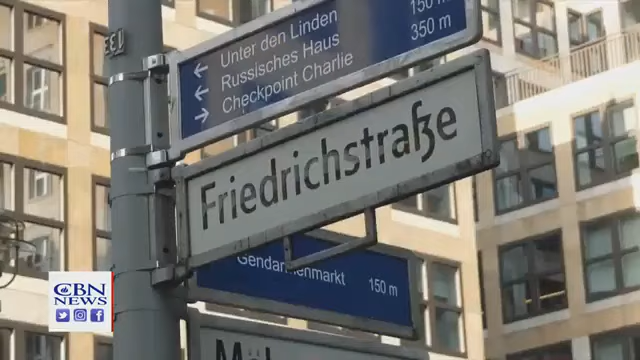 Unter den Linden 150 m
Russisches Haus 350 m
Checkpoint Charlie
Friedrichstraße
Gendarmenmarkt 150 m
CBN
NEWS